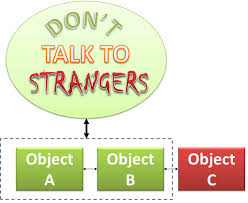 DON'T
TALK TO
STRANGERS
Object Object Object
A B C